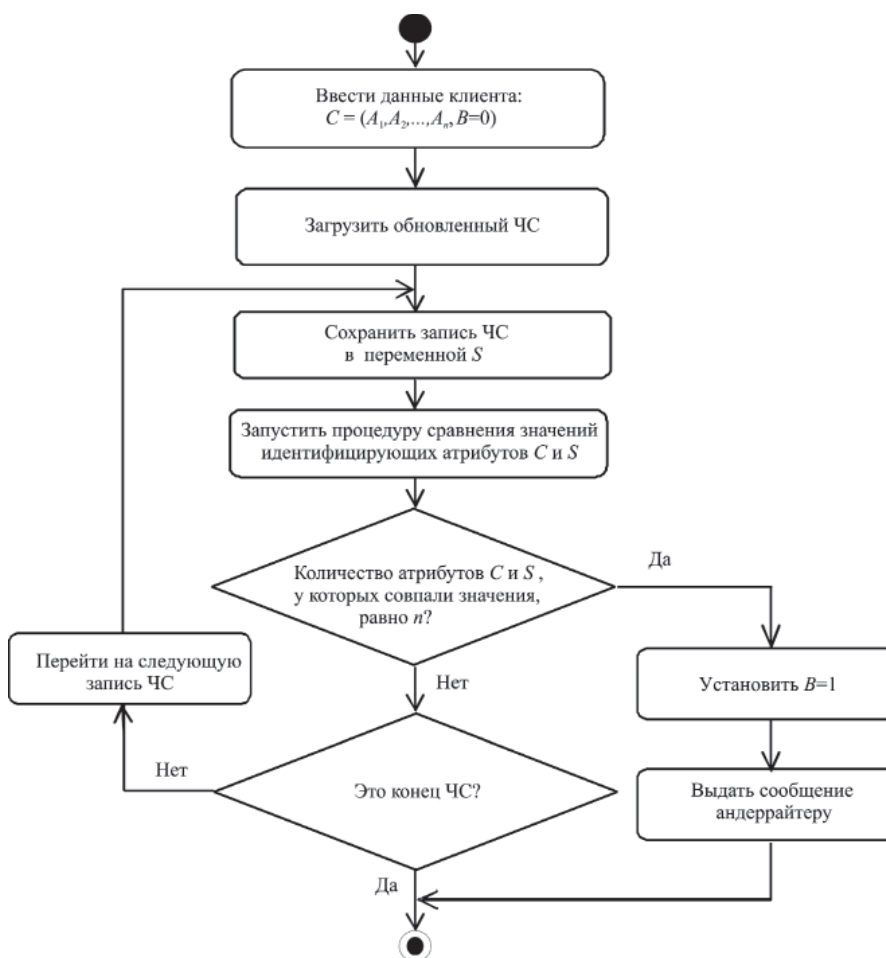 Ввести данные клиента:
C = (A₁,A₂,...,Aₙ,B=0)
Загрузить обновленный ЧС
Сохранить запись ЧС
в переменной S
Запустить процедуру сравнения значений
идентифицирующих атрибутов C и S
Количество атрибутов C и S ,
у которых совпали значения,
равно n?
Да
Перейти на следующую
запись ЧС
Нет
Установить B=1
Нет
Это конец ЧС?
Выдать сообщение
андеррайтеру
Да